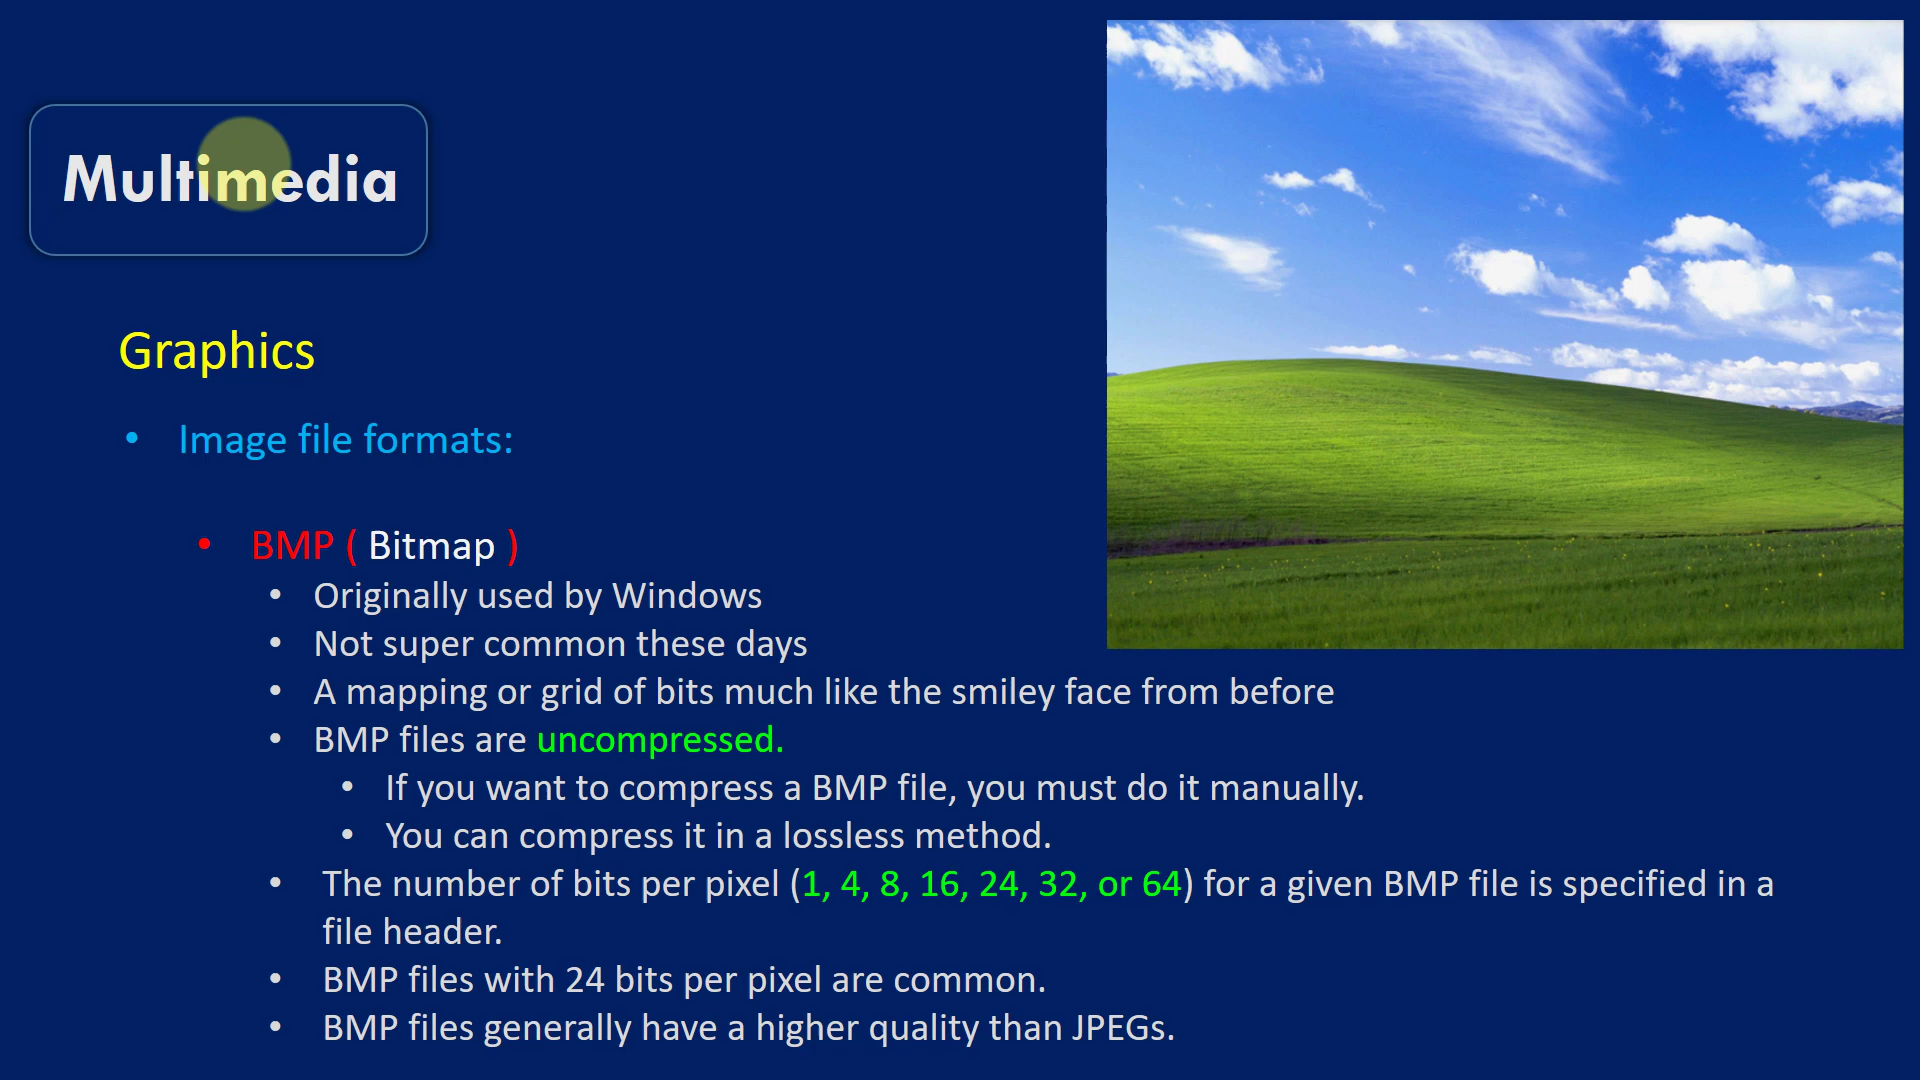 Multimedia
Graphics
• Image file formats:
• BMP ( Bitmap )
• Originally used by Windows
• Not super common these days
• A mapping or grid of bits much like the smiley face from before
• BMP files are uncompressed.
• If you want to compress a BMP file, you must do it manually.
• You can compress it in a lossless method.
• The number of bits per pixel (1, 4, 8, 16, 24, 32, or 64) for a given BMP file is specified in a
file header.
• BMP files with 24 bits per pixel are common.
• BMP files generally have a higher quality than JPEGs.